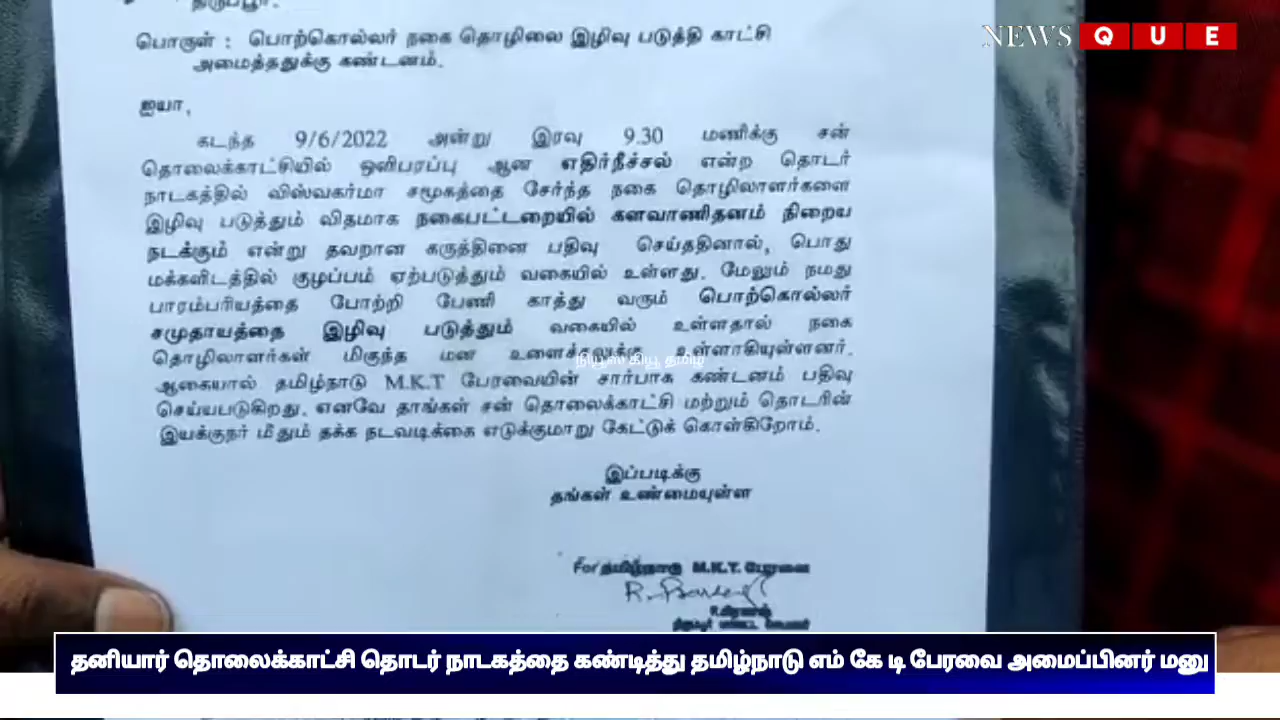 திருப்பூர்.
NEWS QUE
பொருள் : பொற்கொல்லர் நகை தொழிலை இழிவு படுத்தி காட்சி
அமைத்ததுக்கு கண்டனம்.
ஐயா,
கடந்த 9/6/2022 அன்று இரவு 9.30 மணிக்கு சன்
தொலைக்காட்சியில் ஒளிபரப்பு ஆன எதிர்நீச்சல் என்ற தொடர்
நாடகத்தில் விஸ்வகர்மா சமூகத்தை சேர்ந்த நகை தொழிலாளர்களை
இழிவு படுத்தும் விதமாக நகைபட்டறையில் களவாணிதனம் நிறைய
நடக்கும் என்று தவறான கருத்தினை பதிவு செய்ததினால், பொது
மக்களிடத்தில் குழப்பம் ஏற்படுத்தும் வகையில் உள்ளது. மேலும் நமது
பாரம்பரியத்தை போற்றி பேணி காத்து வரும் பொற்கொல்லர்
சமுதாயத்தை இழிவு படுத்தும் வகையில் உள்ளதால் நகை
தொழிலாளர்கள் மிகுந்த மன உளைச்சலுக்கு உள்ளாகியுள்ளனர்.
நியூஸ் கியூ தமிழ்
ஆகையால் தமிழ்நாடு M.K.T பேரவையின் சார்பாக கண்டனம் பதிவு
செய்யபடுகிறது. எனவே தாங்கள் சன் தொலைக்காட்சி மற்றும் தொடரின்
இயக்குநர் மீதும் தக்க நடவடிக்கை எடுக்குமாறு கேட்டுக் கொள்கிறோம்.
இப்படிக்கு
தங்கள் உண்மையுள்ள
For தமிழ்நாடு M.K.T. பேரவை
தனியார் தொலைக்காட்சி தொடர் நாடகத்தை கண்டித்து தமிழ்நாடு எம் கே டி பேரவை அமைப்பினர் மனு